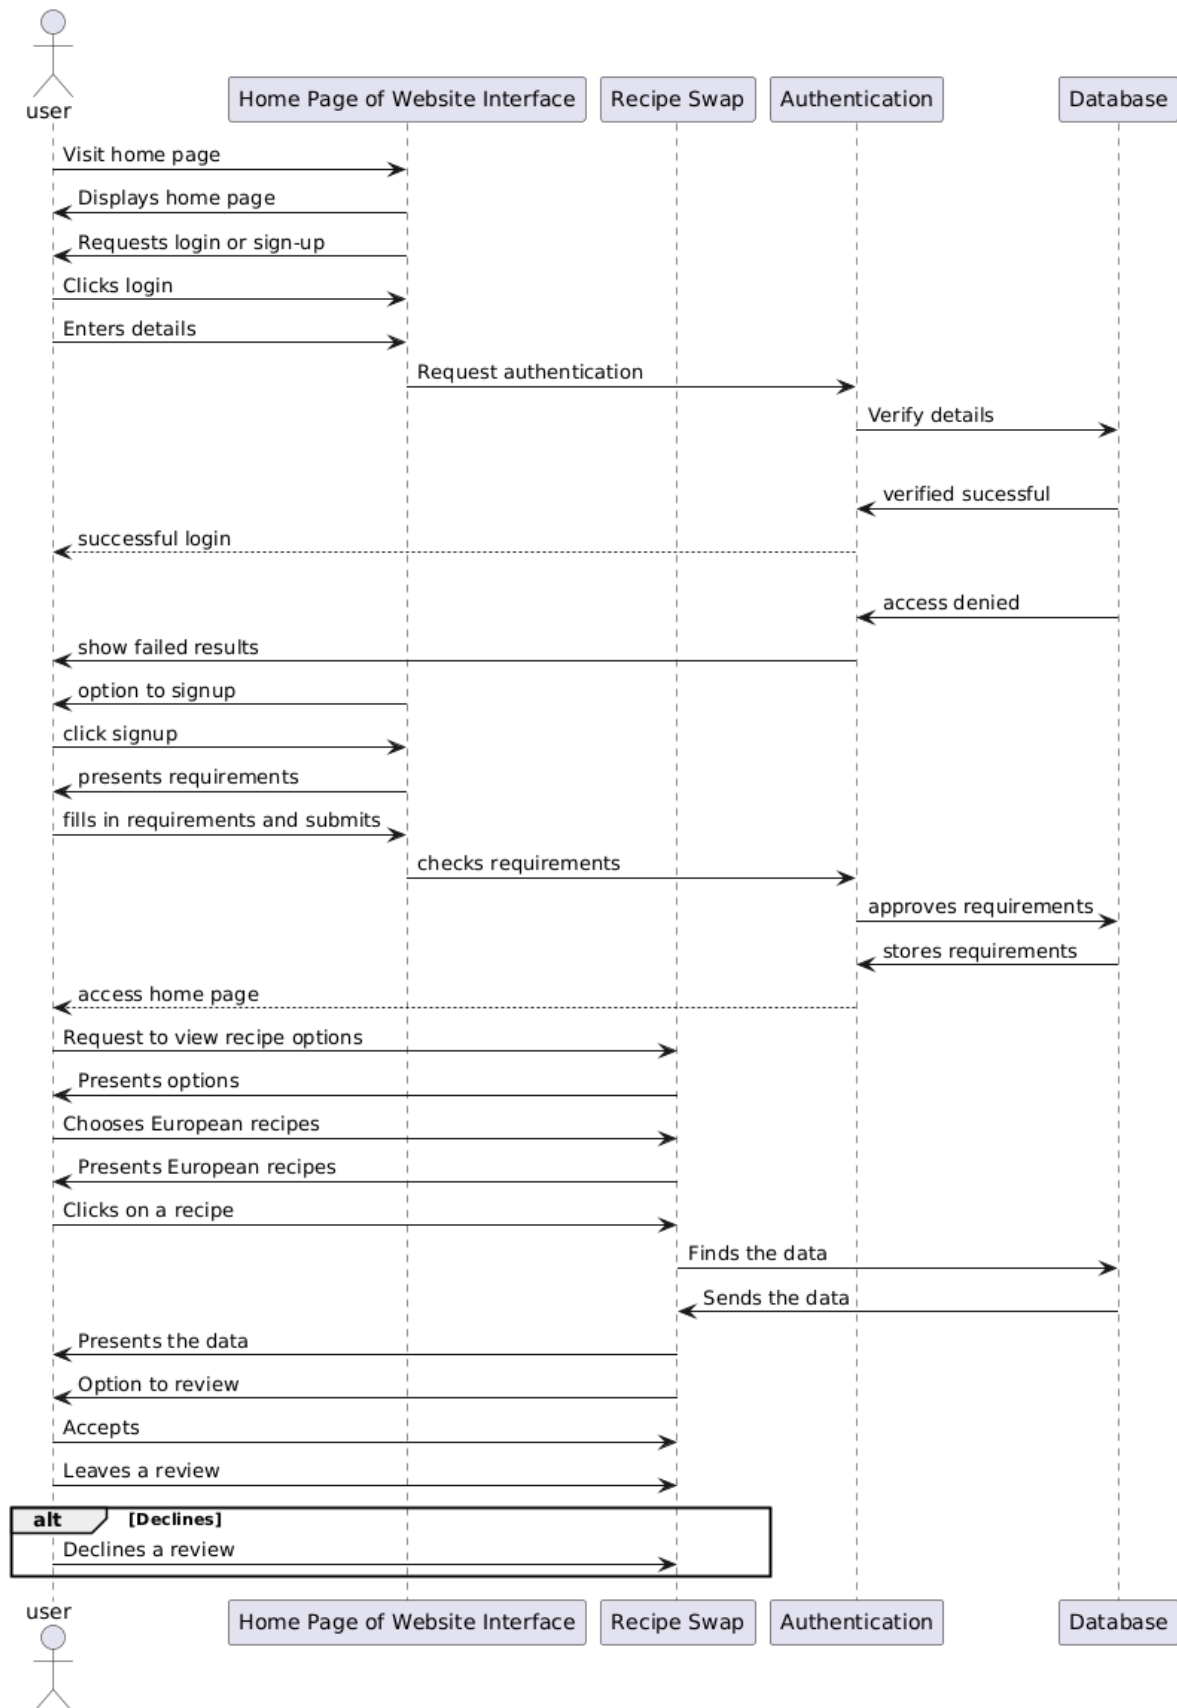 user
Home Page of Website Interface
Recipe Swap
Authentication
Database
Visit home page
Displays home page
Requests login or sign-up
Clicks login
Enters details
Request authentication
Verify details
verified sucessful
successful login
access denied
show failed results
option to signup
click signup
presents requirements
fills in requirements and submits
checks requirements
approves requirements
stores requirements
access home page
Request to view recipe options
Presents options
Chooses European recipes
Presents European recipes
Clicks on a recipe
Finds the data
Sends the data
Presents the data
Option to review
Accepts
Leaves a review
alt [Declines]
Declines a review
user
Home Page of Website Interface
Recipe Swap
Authentication
Database